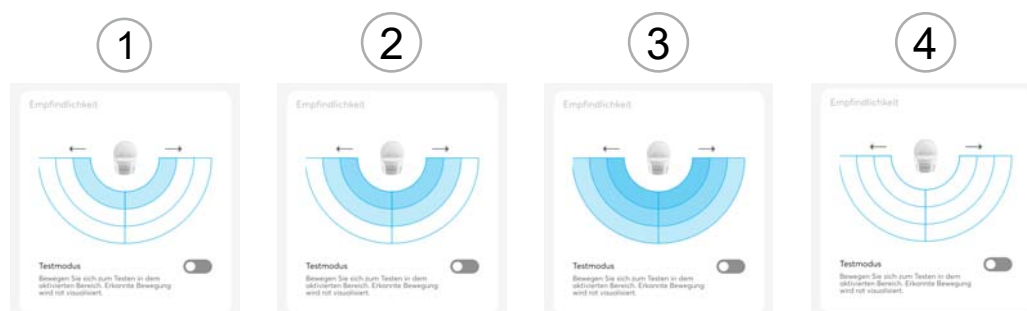 1
2
3
4
Empfindlichkeit
Testmodus
Bewegen Sie sich zum Testen in dem
aktivierten Bereich. Erkannte Bewegung
wird rot visualisiert.
Empfindlichkeit
Testmodus
Bewegen Sie sich zum Testen in dem
aktivierten Bereich. Erkannte Bewegung
wird rot visualisiert.
Empfindlichkeit
Testmodus
Bewegen Sie sich zum Testen in dem
aktivierten Bereich. Erkannte Bewegung
wird rot visualisiert.
Empfindlichkeit
Testmodus
Bewegen Sie sich zum Testen in dem
aktivierten Bereich. Erkannte Bewegung
wird rot visualisiert.